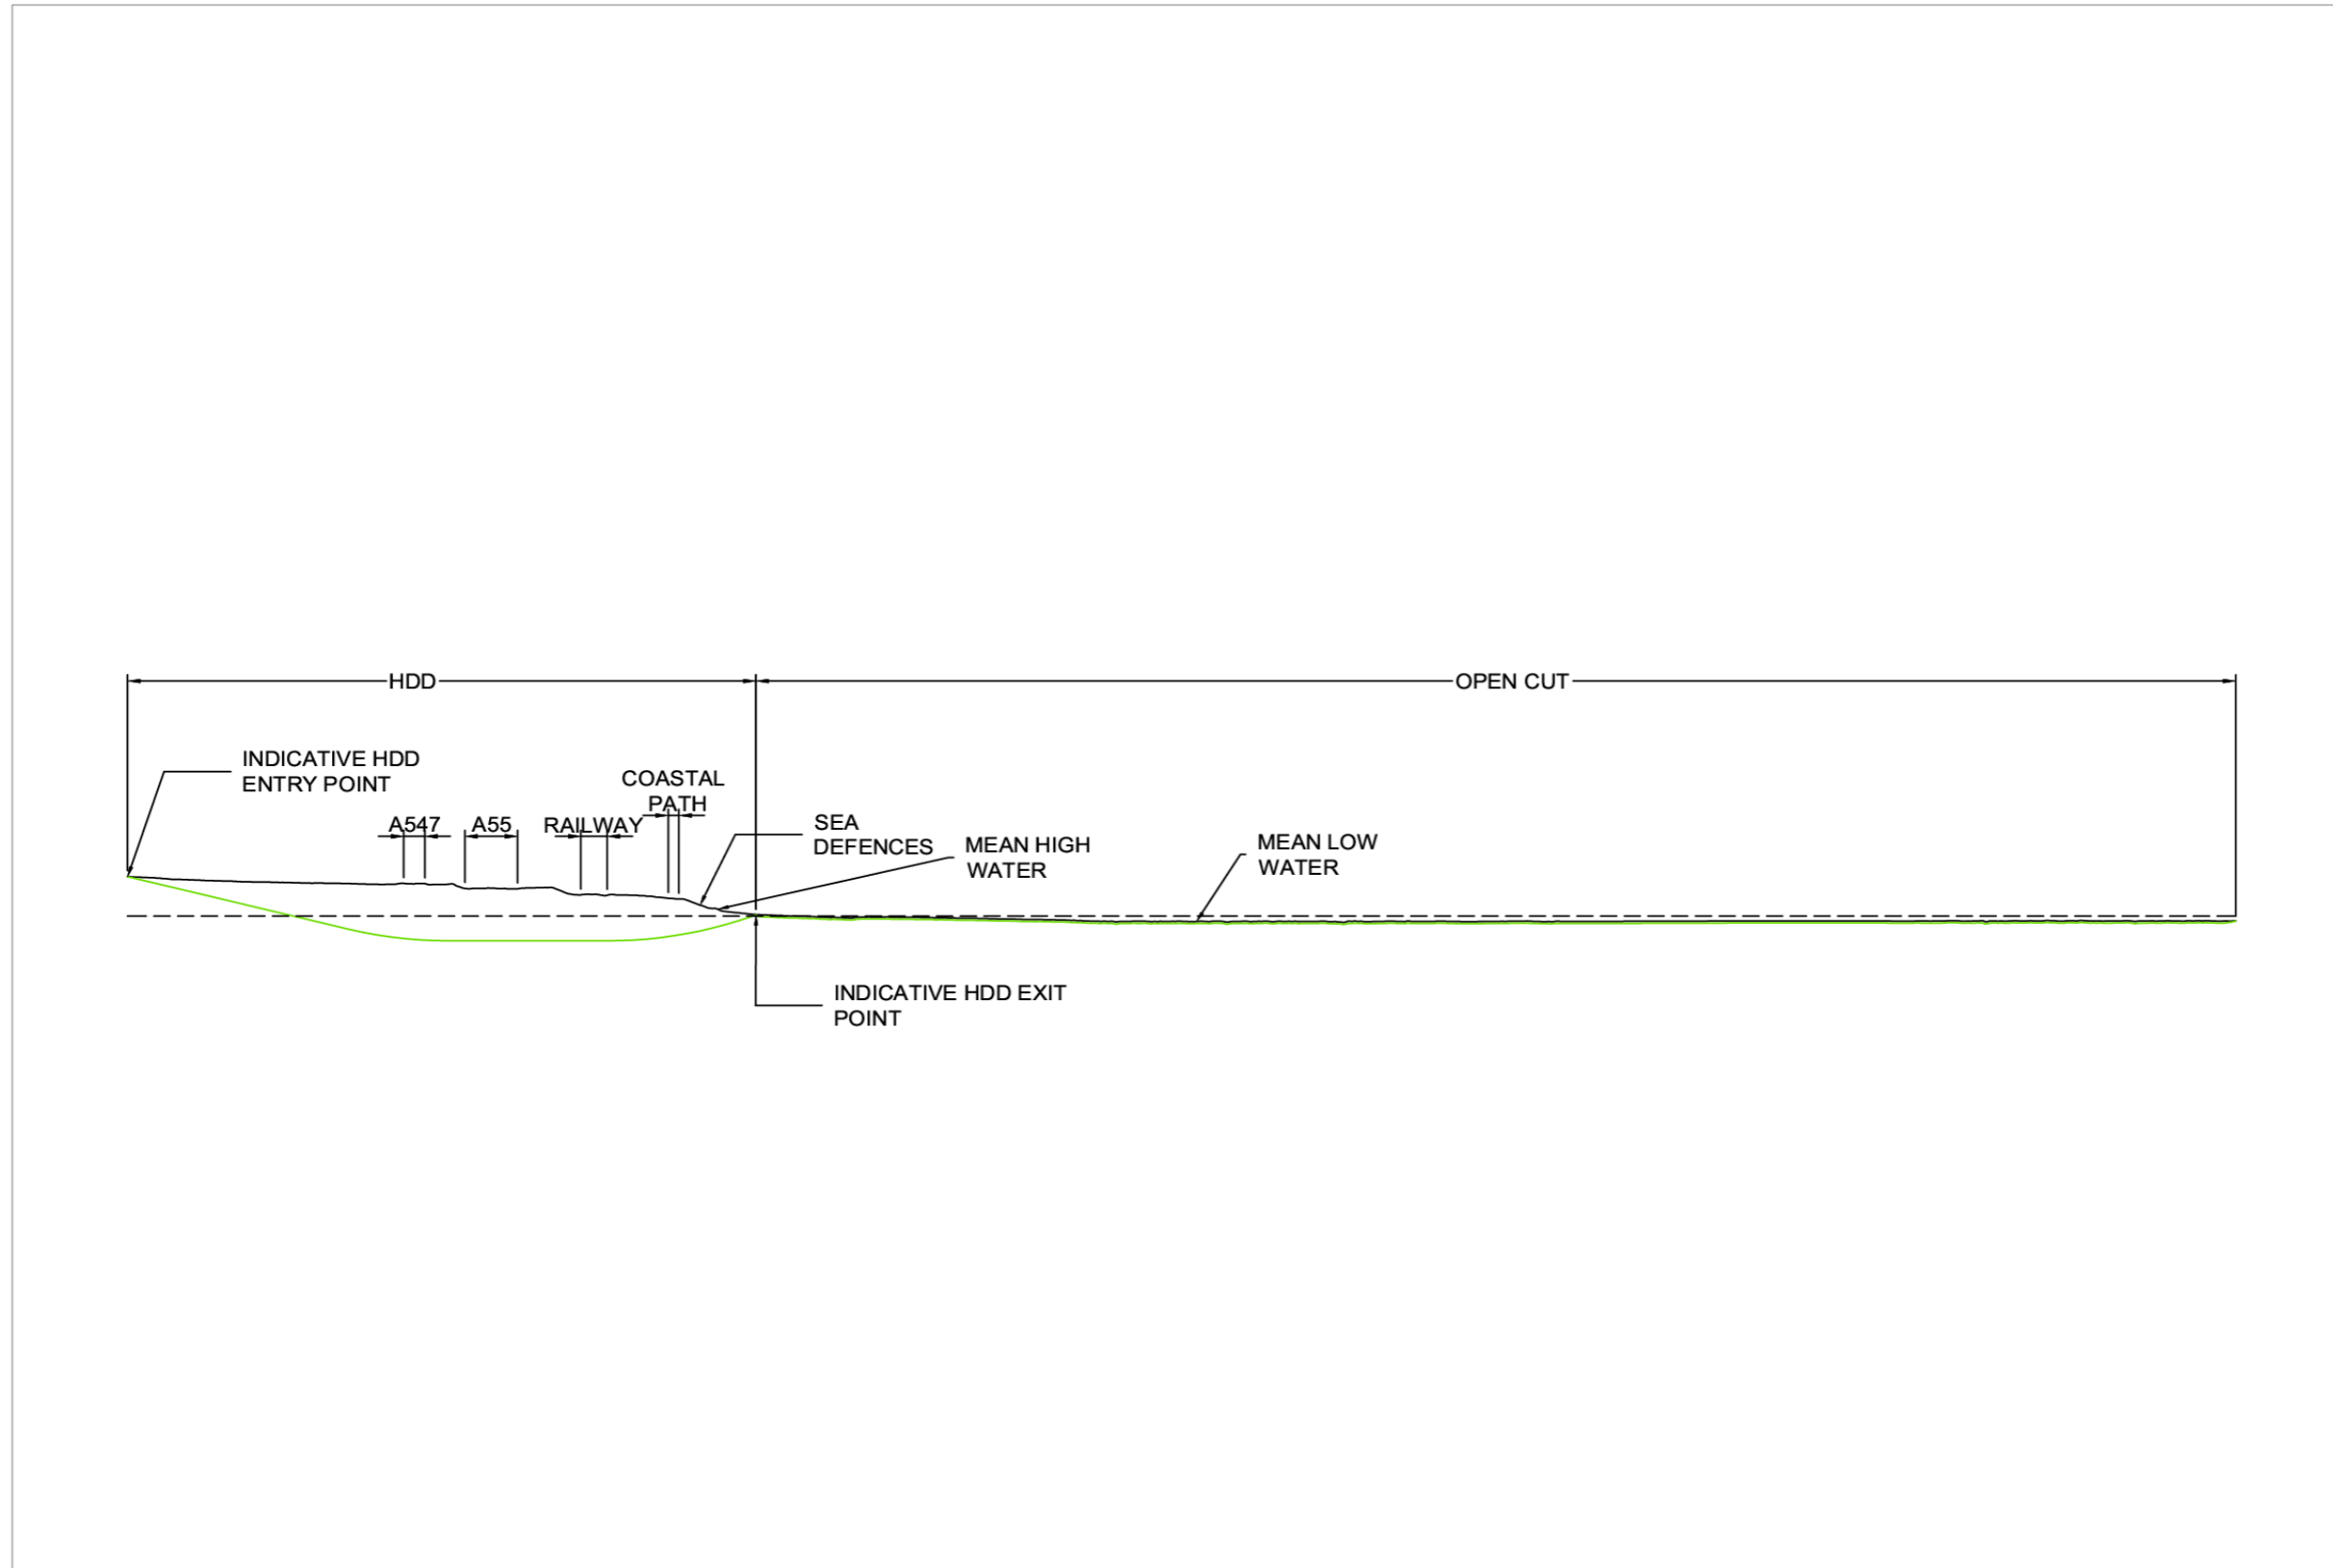 HDD
OPEN CUT
INDICATIVE HDD
ENTRY POINT
COASTAL
PATH
A547
A55
RAILWAY
SEA
DEFENCES
MEAN HIGH
WATER
MEAN LOW
WATER
INDICATIVE HDD EXIT
POINT